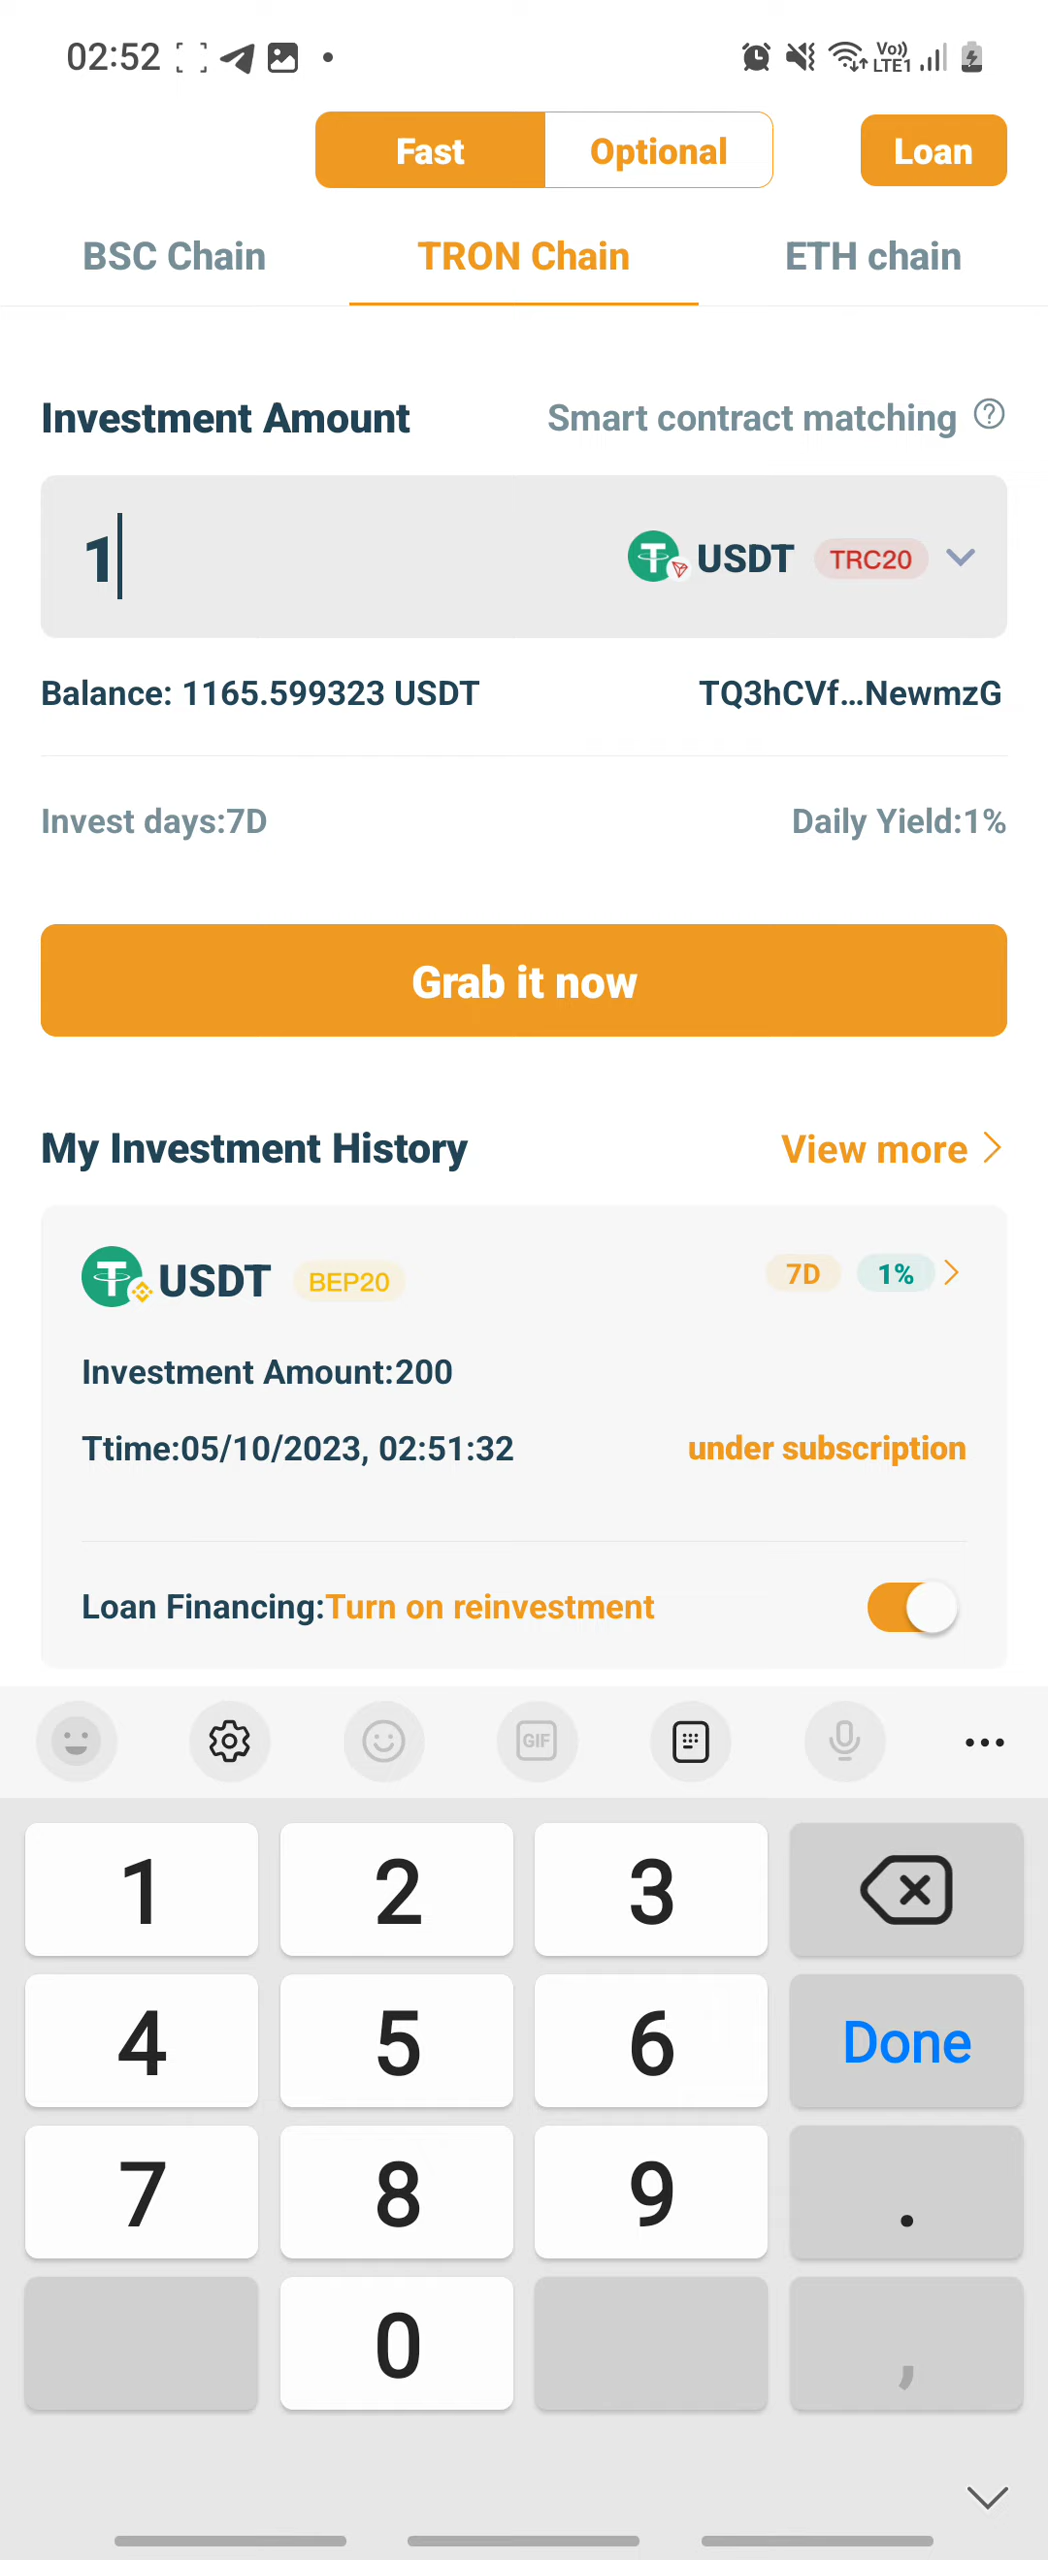 02:52 Vo)) LTE1
Fast Optional Loan
BSC Chain TRON Chain ETH chain
Investment Amount Smart contract matching ?
1 USDT TRC20
Balance: 1165.599323 USDT TQ3hCVf...NewmzG
Invest days:7D Daily Yield:1%
Grab it now
My Investment History View more
USDT BEP20 7D 1%
Investment Amount:200
Ttime:05/10/2023, 02:51:32 under subscription
Loan Financing:Turn on reinvestment
GIF
1 2 3
4 5 6 Done
7 8 9 .
0 ,